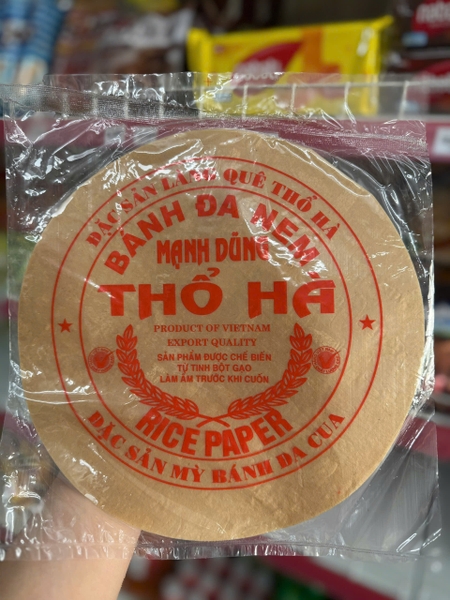 ĐẶC SẢN LÀNG QUÊ THỔ HÀ
BÁNH ĐA NEM
MẠNH DŨNG
THỔ HÀ
PRODUCT OF VIETNAM
EXPORT QUALITY
SẢN PHẨM ĐƯỢC CHẾ BIẾN
TỪ TINH BỘT GẠO
LÀM ẨM TRƯỚC KHI CUỐN
RICE PAPER
ĐẶC SẢN MỲ BÁNH ĐA CUA